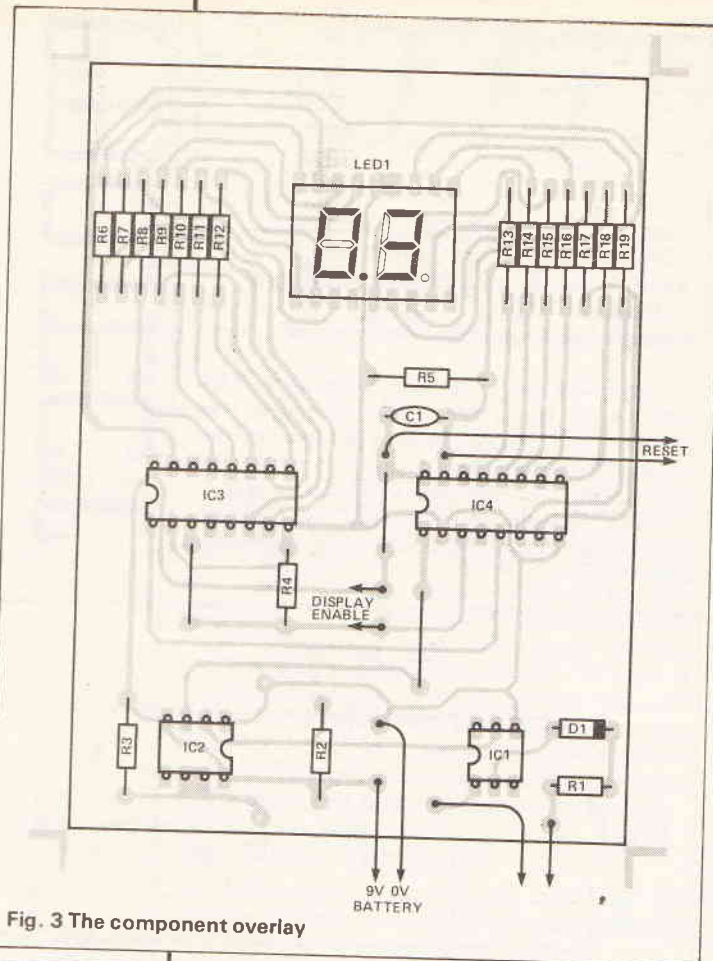 LED1
R6 R7 R8 R9 R10 R11 R12
R13 R14 R15 R16 R17 R18 R19
R5
C1
RESET
IC3
IC4
R4
DISPLAY
ENABLE
R3
IC2
R2
IC1
D1
R1
9V 0V
BATTERY
Fig. 3 The component overlay